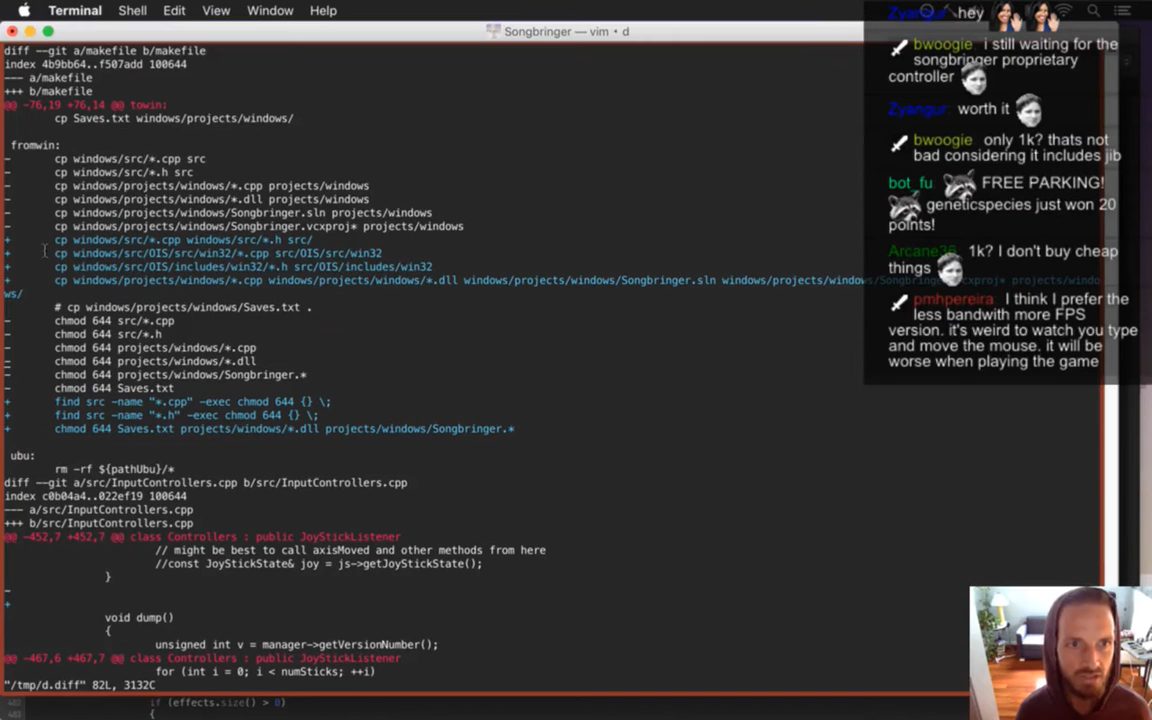 Terminal Shell Edit View Window Help
Songbringer — vim • d
diff --git a/makefile b/makefile
index 4b9bb64..f507add 100644
--- a/makefile
+++ b/makefile
@@ -76,19 +76,14 @@ towin:
cp Saves.txt windows/projects/windows/
fromwin:
- cp windows/src/*.cpp src
- cp windows/src/*.h src
- cp windows/projects/windows/*.cpp projects/windows
- cp windows/projects/windows/*.dll projects/windows
- cp windows/projects/windows/Songbringer.sln projects/windows
- cp windows/projects/windows/Songbringer.vcxproj* projects/windows
+ cp windows/src/*.cpp windows/src/*.h src/
+ cp windows/src/OIS/src/win32/*.cpp src/OIS/src/win32
+ cp windows/src/OIS/includes/win32/*.h src/OIS/includes/win32
+ cp windows/projects/windows/*.cpp windows/projects/windows/*.dll windows/projects/windows/Songbringer.sln windows/projects/windows/Songbringer.vcxproj* projects/windo
ws/
# cp windows/projects/windows/Saves.txt .
- chmod 644 src/*.cpp
- chmod 644 src/*.h
- chmod 644 projects/windows/*.cpp
- chmod 644 projects/windows/*.dll
- chmod 644 projects/windows/Songbringer.*
- chmod 644 Saves.txt
+ find src -name "*.cpp" -exec chmod 644 {} \;
+ find src -name "*.h" -exec chmod 644 {} \;
+ chmod 644 Saves.txt projects/windows/*.dll projects/windows/Songbringer.*
ubu:
rm -rf ${pathUbu}/*
diff --git a/src/InputControllers.cpp b/src/InputControllers.cpp
index c0b04a4..022ef19 100644
--- a/src/InputControllers.cpp
+++ b/src/InputControllers.cpp
@@ -452,7 +452,7 @@ class Controllers : public JoyStickListener
// might be best to call axisMoved and other methods from here
//const JoyStickState& joy = js->getJoyStickState();
}
-
+
void dump()
{
unsigned int v = manager->getVersionNumber();
@@ -467,6 +467,7 @@ class Controllers : public JoyStickListener
for (int i = 0; i < numSticks; ++i)
"/tmp/d.diff" 82L, 3132C
482 if (effects.size() > 0)
483 {
Zyangur: hey
bwoogie i still waiting for the
songbringer proprietary
controller
Zyangur: worth it
bwoogie only 1k? thats not
bad considering it includes jib
bot_fu FREE PARKING!
geneticspecies just won 20
points!
Arcane36 1k? I don't buy cheap
things
pmhpereira: I think I prefer the
less bandwith more FPS
version. it's weird to watch you type
and move the mouse. it will be
worse when playing the game